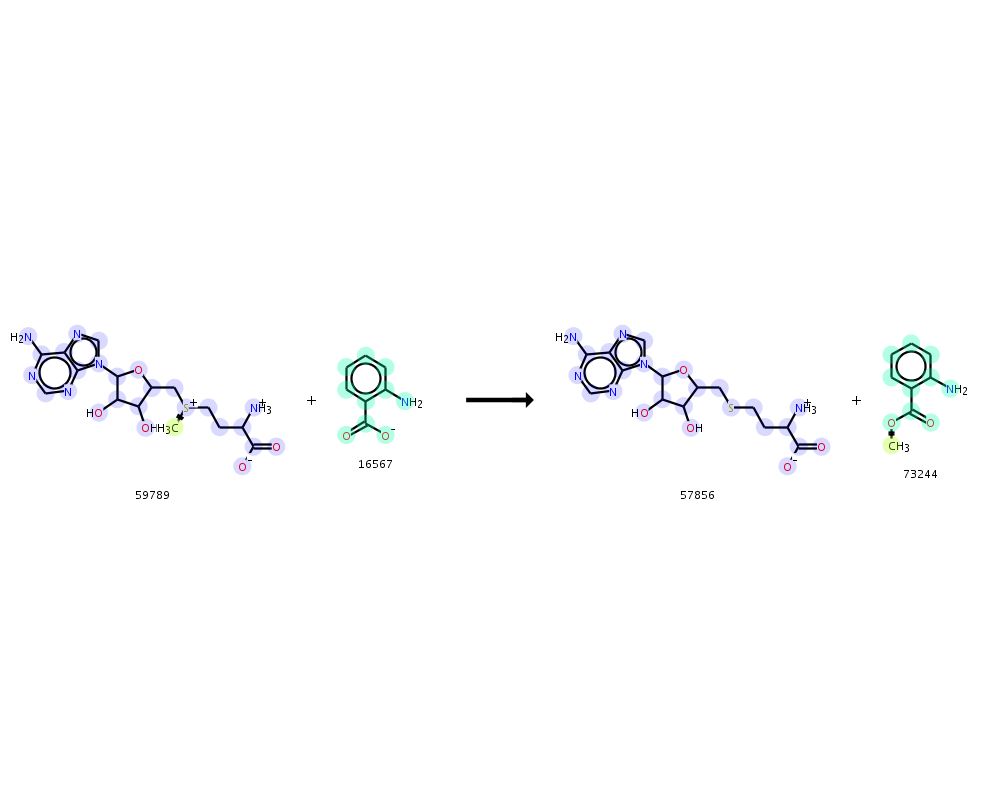 H2N N N N N O HO OH H3C S+ NH3+ O O-
59789
+
NH2 O O-
16567
H2N N N N N O HO OH S NH3+ O O-
57856
+
NH2 O O CH3
73244